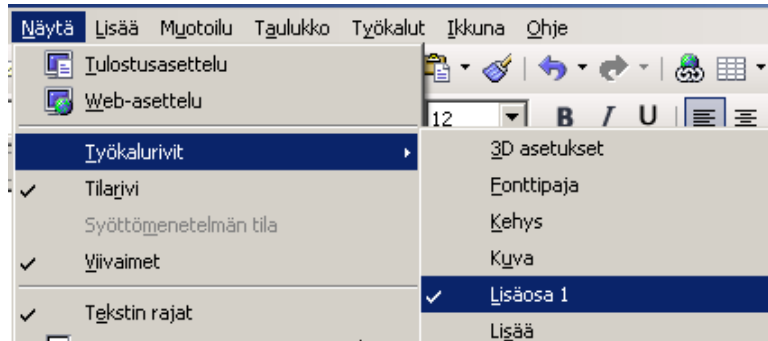 Näytä Lisää Muotoilu Taulukko Työkalut Ikkuna Ohje
Tulostusasettelu
Web-asettelu
12 B I U
Työkalurivit
Tilarivi
Syöttömenetelmän tila
Viivaimet
Tekstin rajat
3D asetukset
Fonttipaja
Kehys
Kuva
Lisäosa 1
Lisää